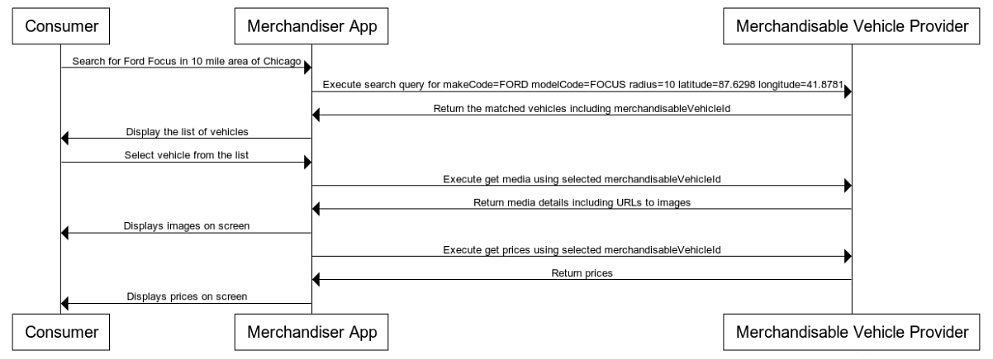 Consumer
Merchandiser App
Merchandisable Vehicle Provider
Search for Ford Focus in 10 mile area of Chicago
Execute search query for makeCode=FORD modelCode=FOCUS radius=10 latitude=87.6298 longitude=41.8781
Return the matched vehicles including merchandisableVehicleId
Display the list of vehicles
Select vehicle from the list
Execute get media using selected merchandisableVehicleId
Return media details including URLs to images
Displays images on screen
Execute get prices using selected merchandisableVehicleId
Return prices
Displays prices on screen
Consumer
Merchandiser App
Merchandisable Vehicle Provider